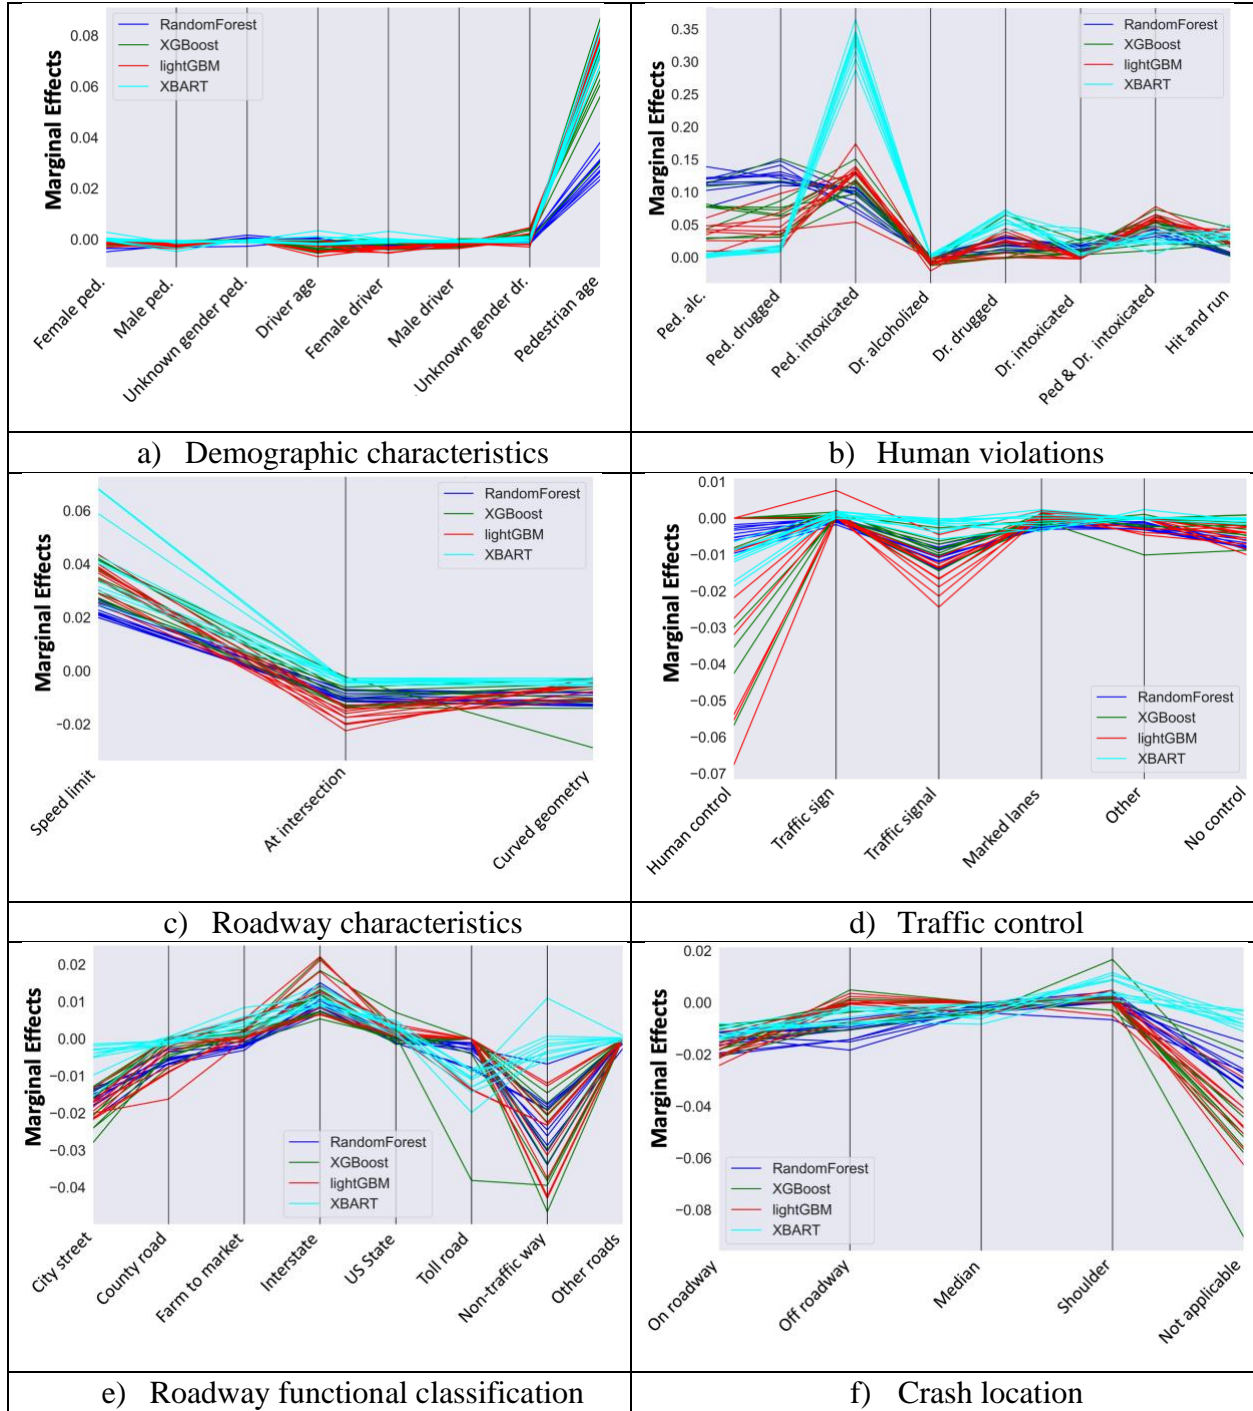 Marginal Effects
0.08
0.06
0.04
0.02
0.00
RandomForest
XGBoost
lightGBM
XBART
Female ped.
Male ped.
Unknown gender ped.
Driver age
Female driver
Male driver
Unknown gender dr.
Pedestrian age
a) Demographic characteristics
Marginal Effects
0.35
0.30
0.25
0.20
0.15
0.10
0.05
0.00
RandomForest
XGBoost
lightGBM
XBART
Ped. alc.
Ped. drugged
Ped. intoxicated
Dr. alcoholized
Dr. drugged
Dr. intoxicated
Ped & Dr. intoxicated
Hit and run
b) Human violations
Marginal Effects
0.06
0.04
0.02
0.00
−0.02
RandomForest
XGBoost
lightGBM
XBART
Speed limit
At intersection
Curved geometry
c) Roadway characteristics
Marginal Effects
0.01
0.00
−0.01
−0.02
−0.03
−0.04
−0.05
−0.06
−0.07
RandomForest
XGBoost
lightGBM
XBART
Human control
Traffic sign
Traffic signal
Marked lanes
Other
No control
d) Traffic control
Marginal Effects
0.02
0.01
0.00
−0.01
−0.02
−0.03
−0.04
RandomForest
XGBoost
lightGBM
XBART
City street
County road
Farm to market
Interstate
US State
Toll road
Non-traffic way
Other roads
e) Roadway functional classification
Marginal Effects
0.02
0.00
−0.02
−0.04
−0.06
−0.08
RandomForest
XGBoost
lightGBM
XBART
On roadway
Off roadway
Median
Shoulder
Not applicable
f) Crash location